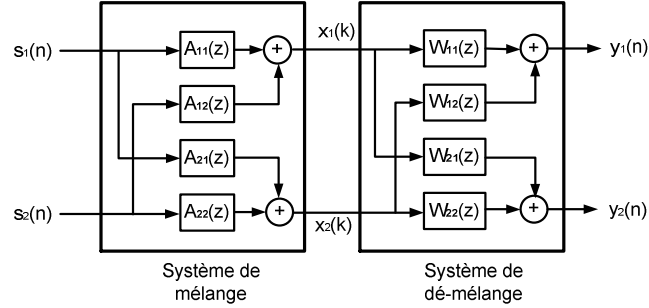 s1(n)
A11(z)
+
x1(k)
W11(z)
+
y1(n)
A12(z)
W12(z)
A21(z)
W21(z)
s2(n)
A22(z)
+
x2(k)
W22(z)
+
y2(n)
Système de
mélange
Système de
dé-mélange